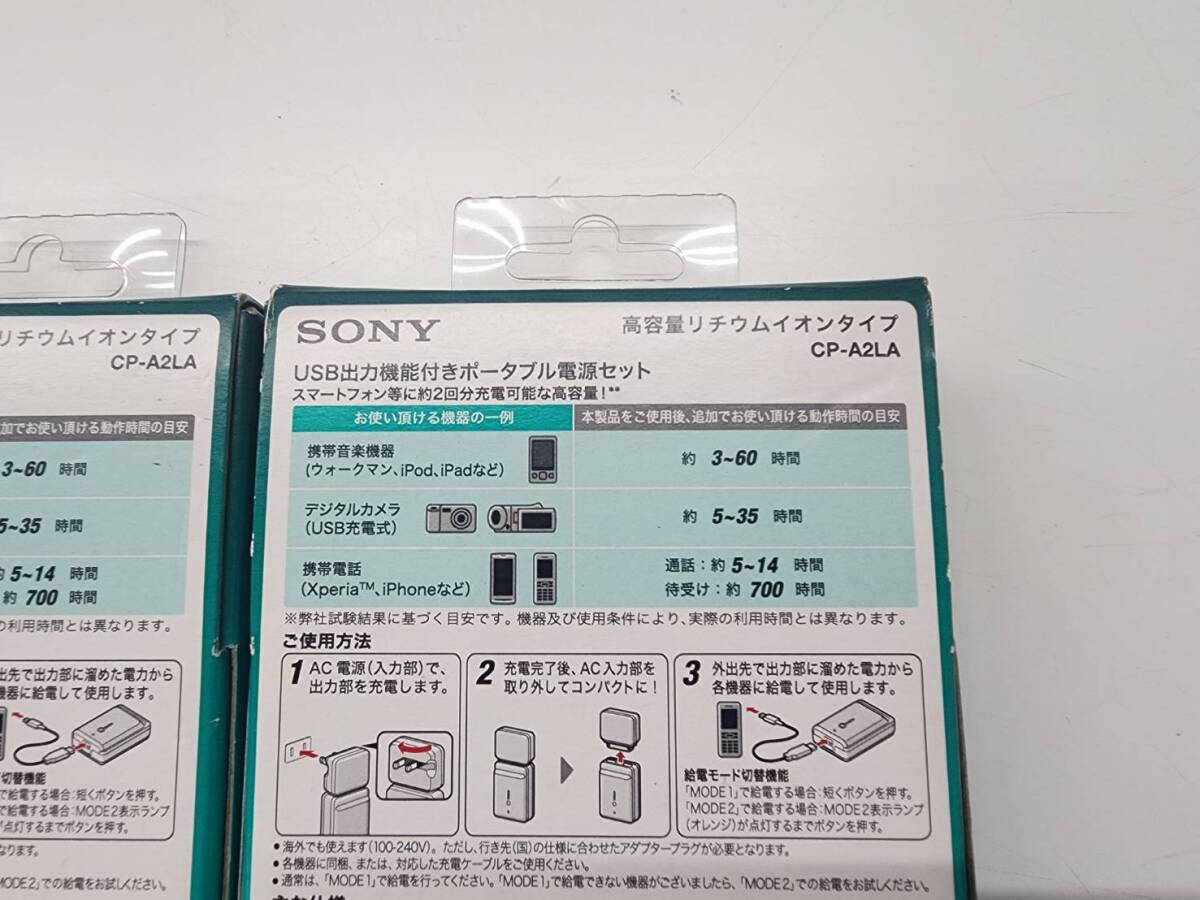 リチウムイオンタイプ
CP-A2LA
加でお使い頂ける動作時間の目安
3~60 時間
5~35 時間
5~14 時間
約 700 時間
の利用時間とは異なります。
出先で出力部に溜めた電力から
機器に給電して使用します。
切替機能
で給電する場合:短くボタンを押す。
で給電する場合:MODE2表示ランプ
が点灯するまでボタンを押す。
なります。
MODE2」での給電をお試しください。
SONY
高容量リチウムイオンタイプ
CP-A2LA
USB出力機能付きポータブル電源セット
スマートフォン等に約2回分充電可能な高容量!**
お使い頂ける機器の一例
本製品をご使用後、追加でお使い頂ける動作時間の目安
携帯音楽機器
(ウォークマン、iPod、iPadなど)
約 3~60 時間
デジタルカメラ
(USB充電式)
約 5~35 時間
携帯電話
(Xperia™、iPhoneなど)
通話:約 5~14 時間
待受け:約 700 時間
※弊社試験結果に基づく目安です。機器及び使用条件により、実際の利用時間とは異なります。
ご使用方法
1 AC電源(入力部)で、
出力部を充電します。
2 充電完了後、AC入力部を
取り外してコンパクトに!
3 外出先で出力部に溜めた電力から
各機器に給電して使用します。
給電モード切替機能
「MODE1」で給電する場合:短くボタンを押す。
「MODE2」で給電する場合:MODE2表示ランプ
(オレンジ)が点灯するまでボタンを押す。
•海外でも使えます(100-240V)。ただし、行き先(国)の仕様に合わせたアダプタープラグが必要となります。
•各機器に同梱、または、対応した充電ケーブルをご使用ください。
•通常は、「MODE1」で給電を行ってください。「MODE1」で給電できない機器がございましたら、「MODE2」での給電をお試しください。